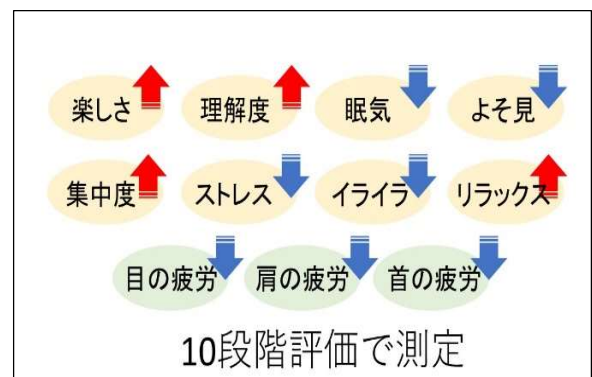 楽しさ 理解度 眠気 よそ見
集中度 ストレス イライラ リラックス
目の疲労 肩の疲労 首の疲労
10段階評価で測定